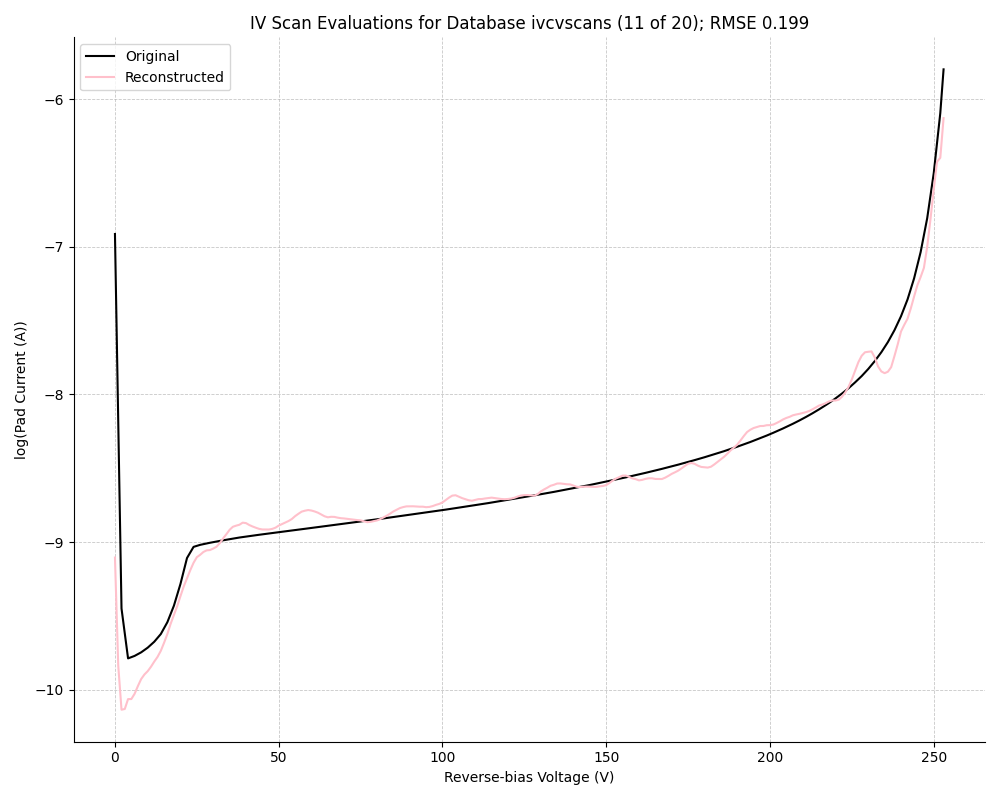 IV Scan Evaluations for Database ivcvscans (11 of 20); RMSE 0.199
Original
Reconstructed
log(Pad Current (A))
−6
−7
−8
−9
−10
0
50
100
150
200
250
Reverse-bias Voltage (V)